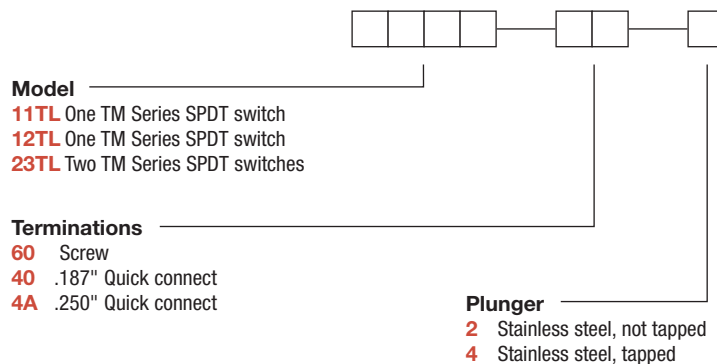 Model
11TL One TM Series SPDT switch
12TL One TM Series SPDT switch
23TL Two TM Series SPDT switches
Terminations
60 Screw
40 .187" Quick connect
4A .250" Quick connect
Plunger
2 Stainless steel, not tapped
4 Stainless steel, tapped